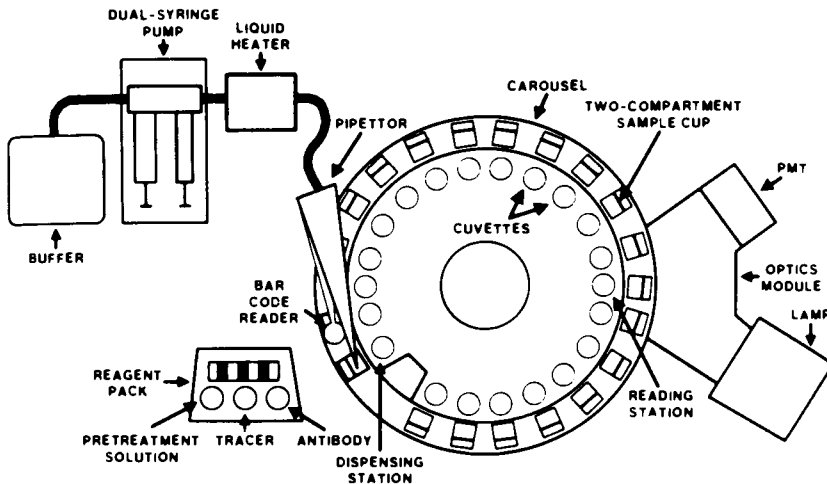 DUAL-SYRINGE
PUMP
LIQUID
HEATER
CAROUSEL
TWO-COMPARTMENT
SAMPLE CUP
PIPETTOR
PMT
CUVETTES
BUFFER
OPTICS
MODULE
BAR
CODE
READER
LAMP
REAGENT
PACK
READING
STATION
PRETREATMENT
SOLUTION
TRACER
ANTIBODY
DISPENSING
STATION